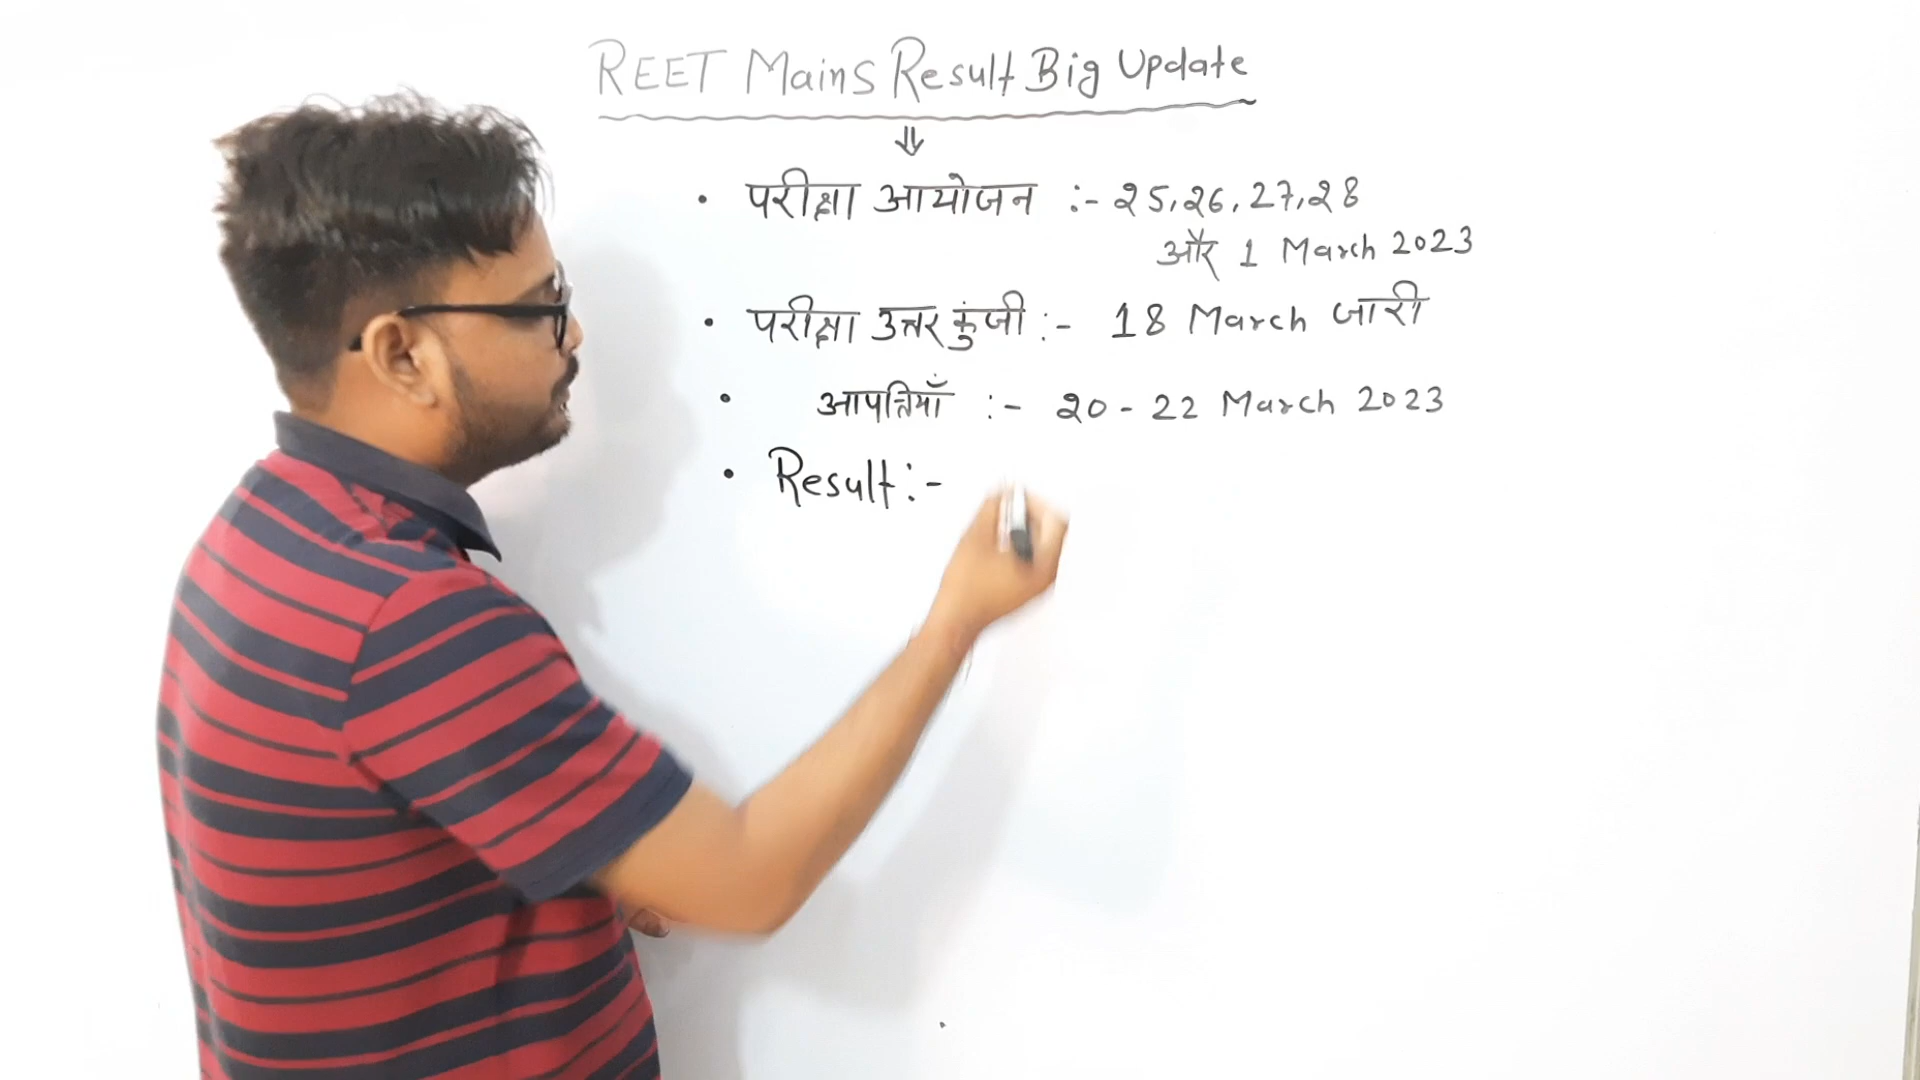 REET Mains Result Big Update
⇓
• परीक्षा आयोजन :- 25,26,27,28
और 1 March 2023
• परीक्षा उत्तर कुंजी :- 18 March जारी
• आपत्तियाँ :- 20 - 22 March 2023
• Result :-